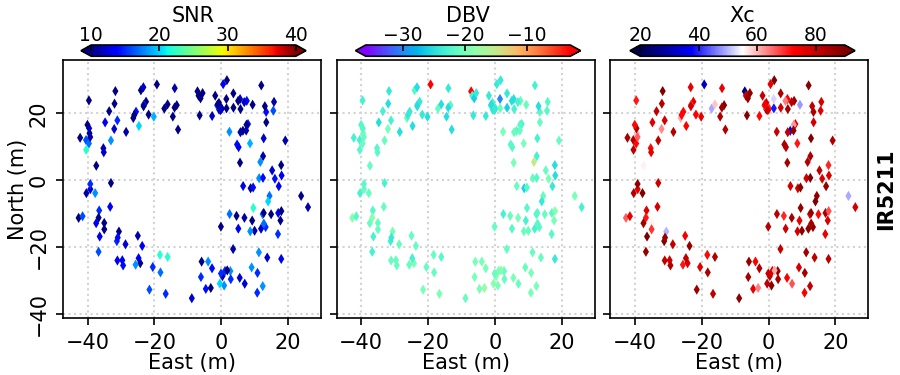 SNR DBV Xc
10 20 30 40 −30 −20 −10 20 40 60 80
20
0
−20
−40
North (m)
IR5211
−40 −20 0 20 −40 −20 0 20 −40 −20 0 20
East (m) East (m) East (m)